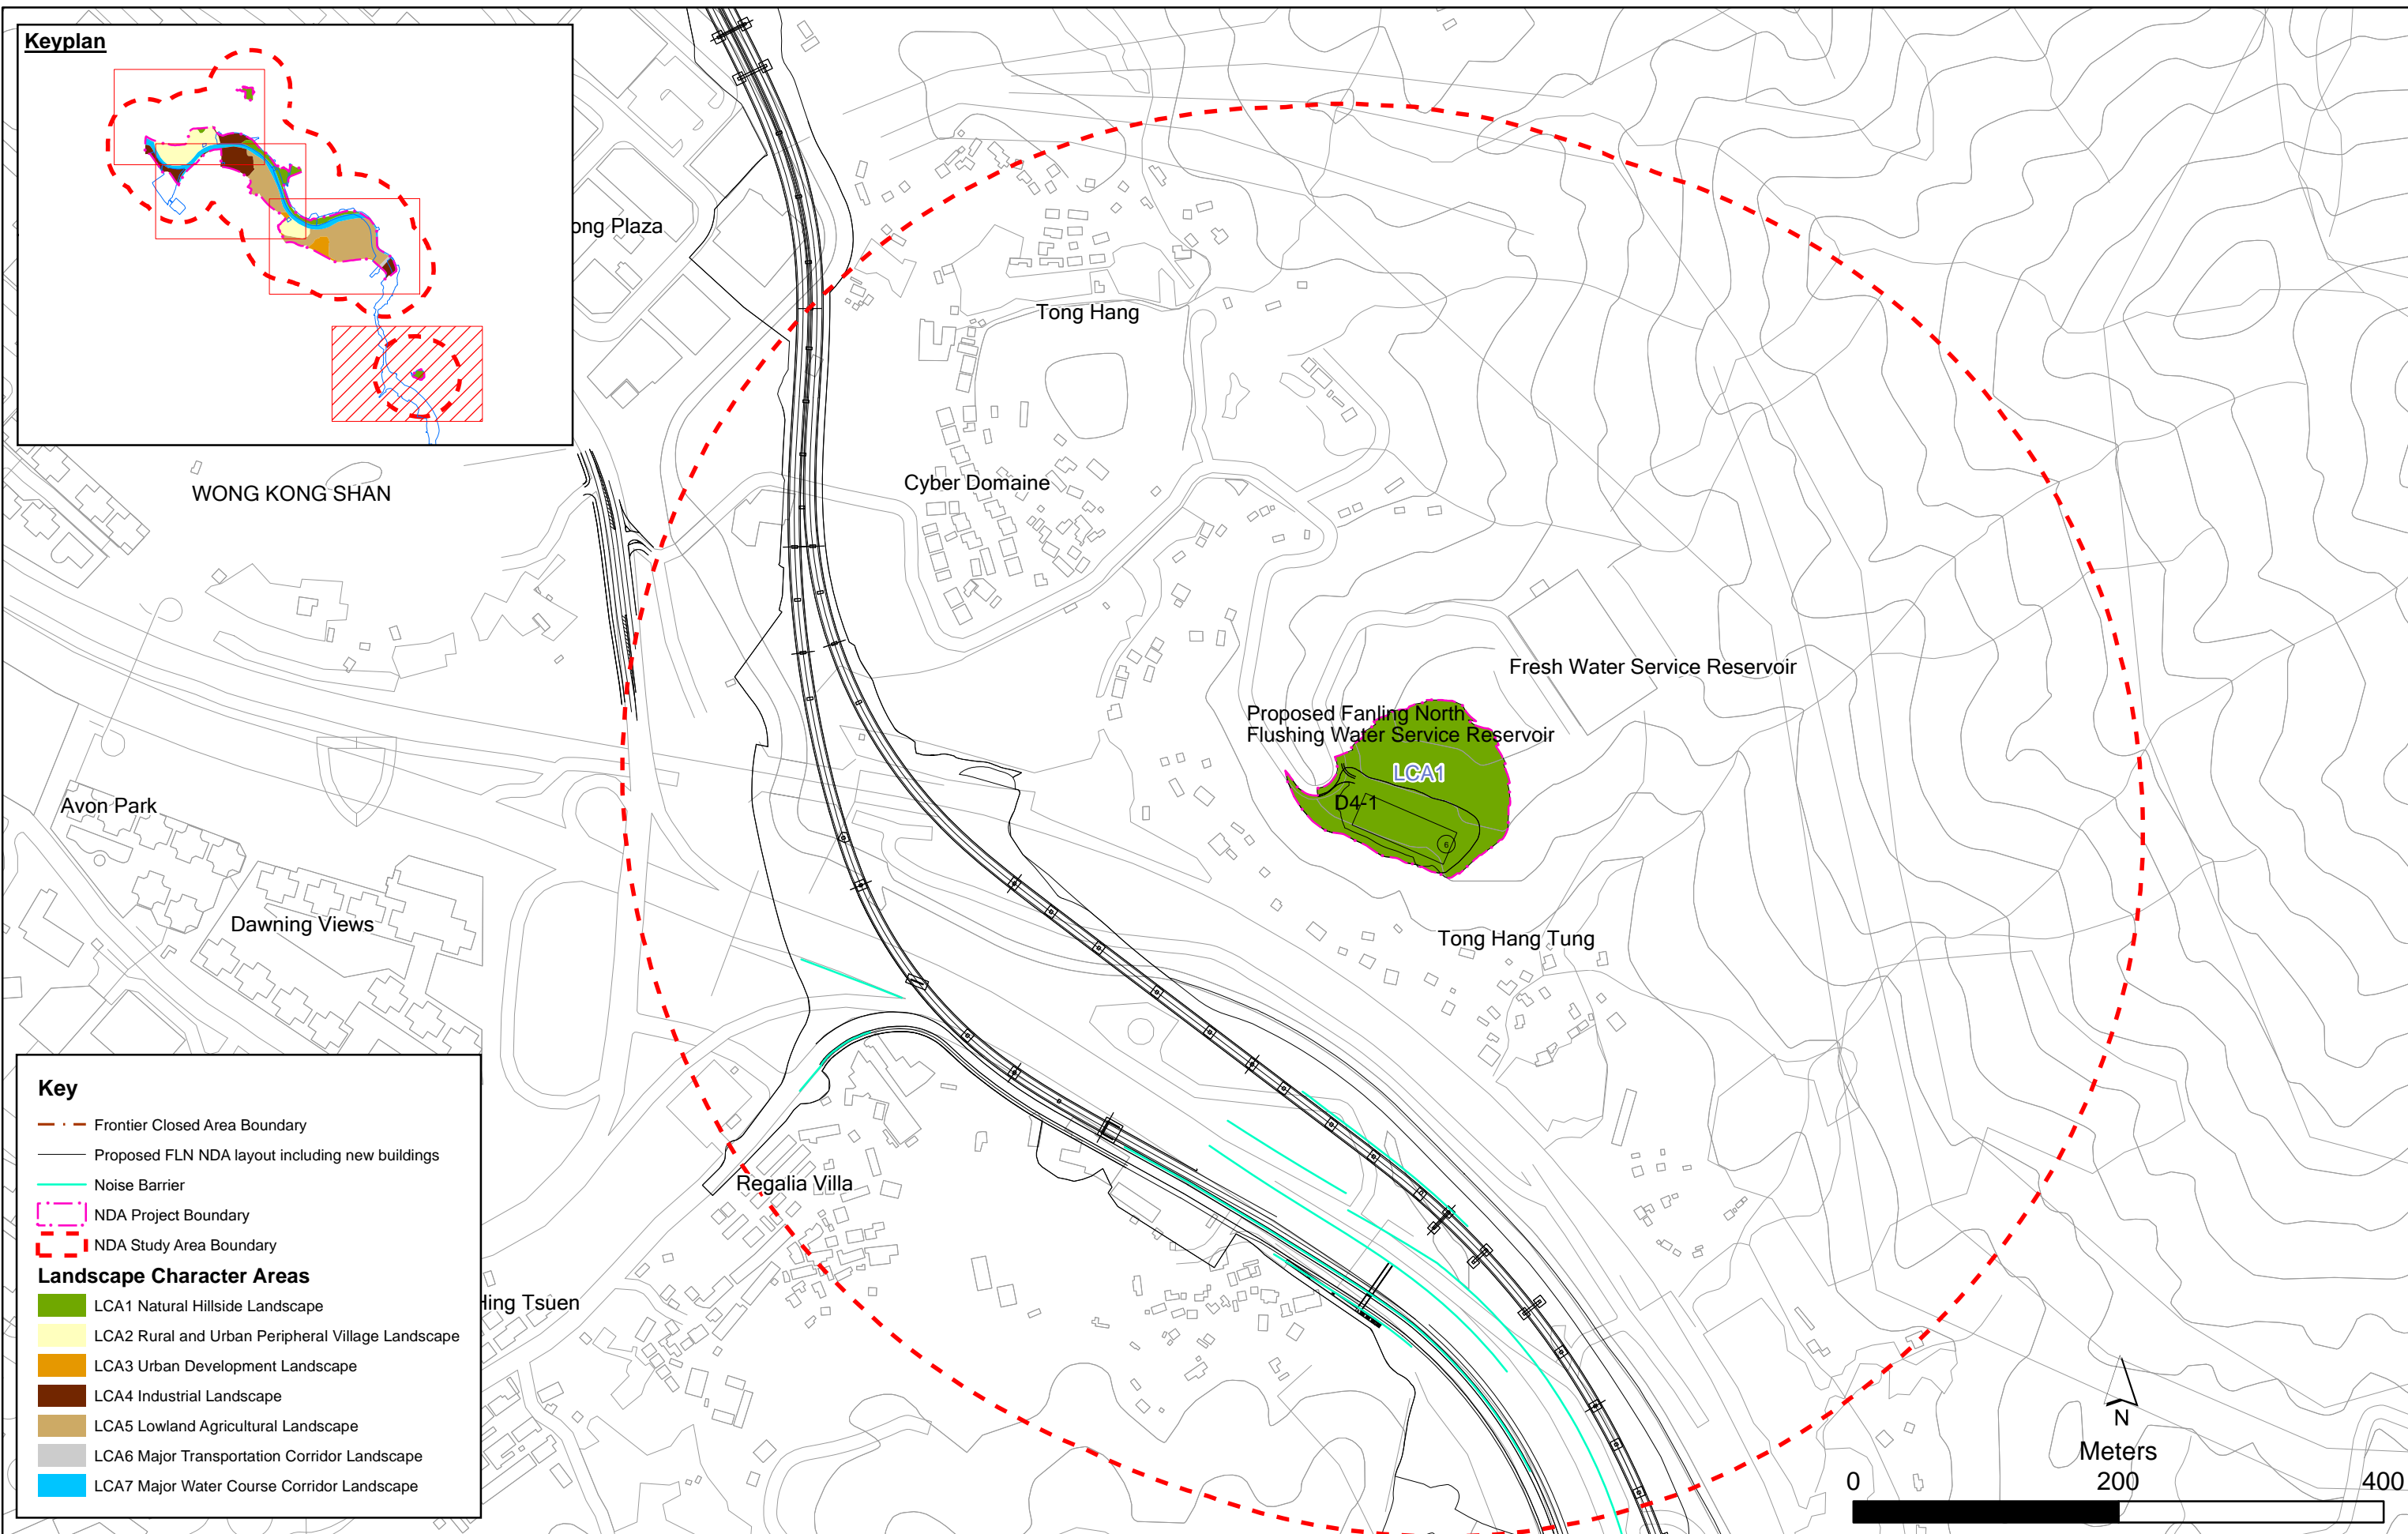 Keyplan
ong Plaza
Tong Hang
Cyber Domaine
WONG KONG SHAN
Fresh Water Service Reservoir
Proposed Fanling North
Flushing Water Service Reservoir
LCA1
D4-1
6
Avon Park
Dawning Views
Tong Hang Tung
Regalia Villa
Hing Tsuen
Key
Frontier Closed Area Boundary
Proposed FLN NDA layout including new buildings
Noise Barrier
NDA Project Boundary
NDA Study Area Boundary
Landscape Character Areas
LCA1 Natural Hillside Landscape
LCA2 Rural and Urban Peripheral Village Landscape
LCA3 Urban Development Landscape
LCA4 Industrial Landscape
LCA5 Lowland Agricultural Landscape
LCA6 Major Transportation Corridor Landscape
LCA7 Major Water Course Corridor Landscape
N
Meters
0 200 400